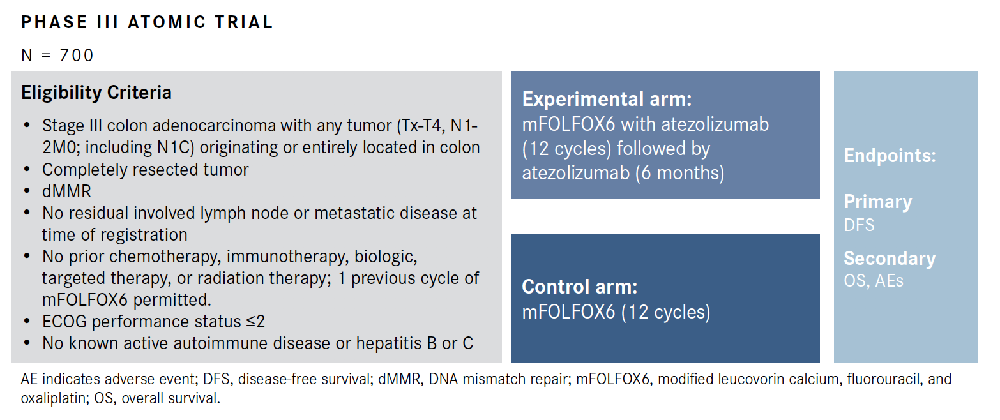 PHASE III ATOMIC TRIAL
N = 700
Eligibility Criteria
• Stage III colon adenocarcinoma with any tumor (Tx-T4, N1-
2M0; including N1C) originating or entirely located in colon
• Completely resected tumor
• dMMR
• No residual involved lymph node or metastatic disease at
time of registration
• No prior chemotherapy, immunotherapy, biologic,
targeted therapy, or radiation therapy; 1 previous cycle of
mFOLFOX6 permitted.
• ECOG performance status ≤2
• No known active autoimmune disease or hepatitis B or C
Experimental arm:
mFOLFOX6 with atezolizumab
(12 cycles) followed by
atezolizumab (6 months)
Control arm:
mFOLFOX6 (12 cycles)
Endpoints:
Primary
DFS
Secondary
OS, AEs
AE indicates adverse event; DFS, disease-free survival; dMMR, DNA mismatch repair; mFOLFOX6, modified leucovorin calcium, fluorouracil, and
oxaliplatin; OS, overall survival.